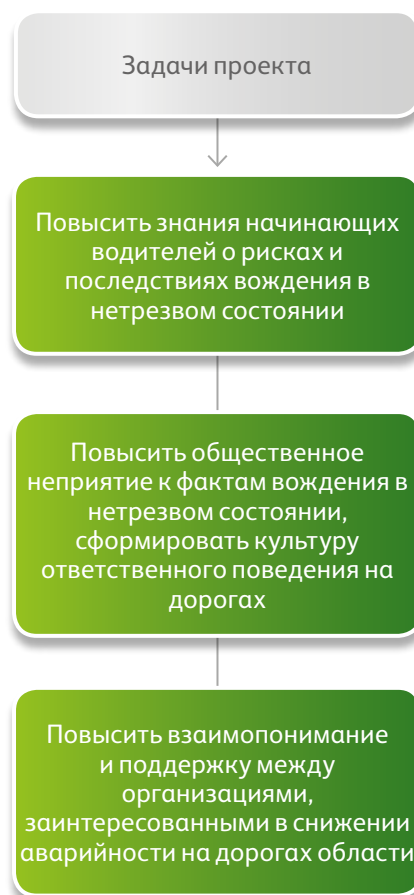 Задачи проекта
Повысить знания начинающих
водителей о рисках и
последствиях вождения в
нетрезвом состоянии
Повысить общественное
неприятие к фактам вождения в
нетрезвом состоянии,
сформировать культуру
ответственного поведения на
дорогах
Повысить взаимопонимание
и поддержку между
организациями,
заинтересованными в снижении
аварийности на дорогах области